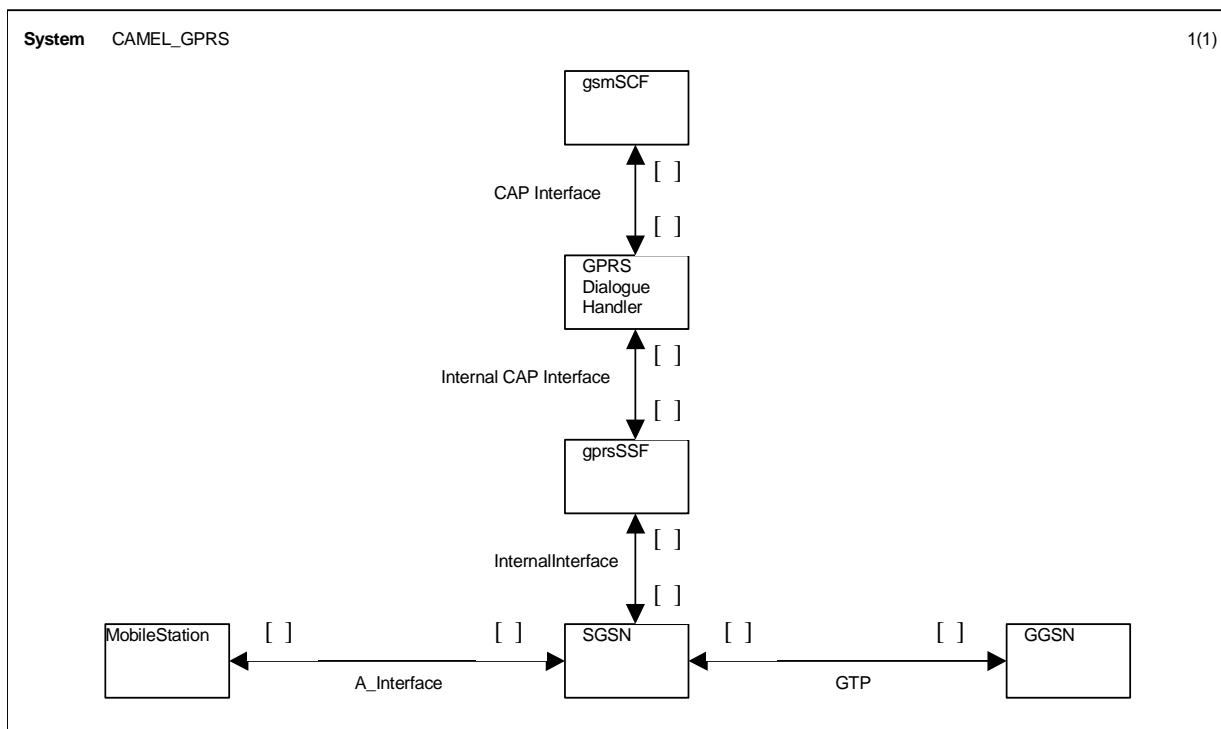 System CAMEL_GPRS 1(1)
gsmSCF
[ ]
CAP Interface
[ ]
GPRS
Dialogue
Handler
[ ]
Internal CAP Interface
[ ]
gprsSSF
[ ]
InternalInterface
[ ]
MobileStation [ ] [ ] SGSN [ ] [ ] GGSN
A_Interface GTP